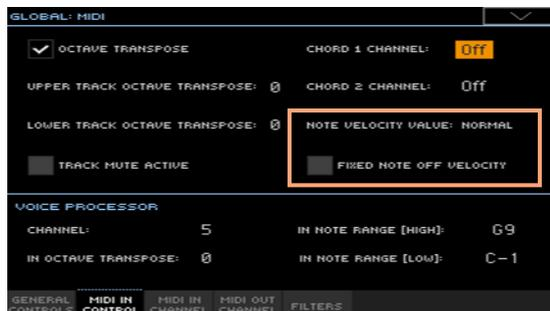 GLOBAL: MIDI
OCTAVE TRANSPOSE
CHORD 1 CHANNEL: Off
UPPER TRACK OCTAVE TRANSPOSE: 0
CHORD 2 CHANNEL: Off
LOWER TRACK OCTAVE TRANSPOSE: 0
NOTE VELOCITY VALUE: NORMAL
TRACK MUTE ACTIVE
FIXED NOTE OFF VELOCITY
VOICE PROCESSOR
CHANNEL: 5
IN NOTE RANGE [HIGH]: G9
IN OCTAVE TRANSPOSE: 0
IN NOTE RANGE [LOW]: C-1
GENERAL CONTROLS
MIDI IN CONTROL
MIDI IN CHANNEL
MIDI OUT CHANNEL
FILTERS